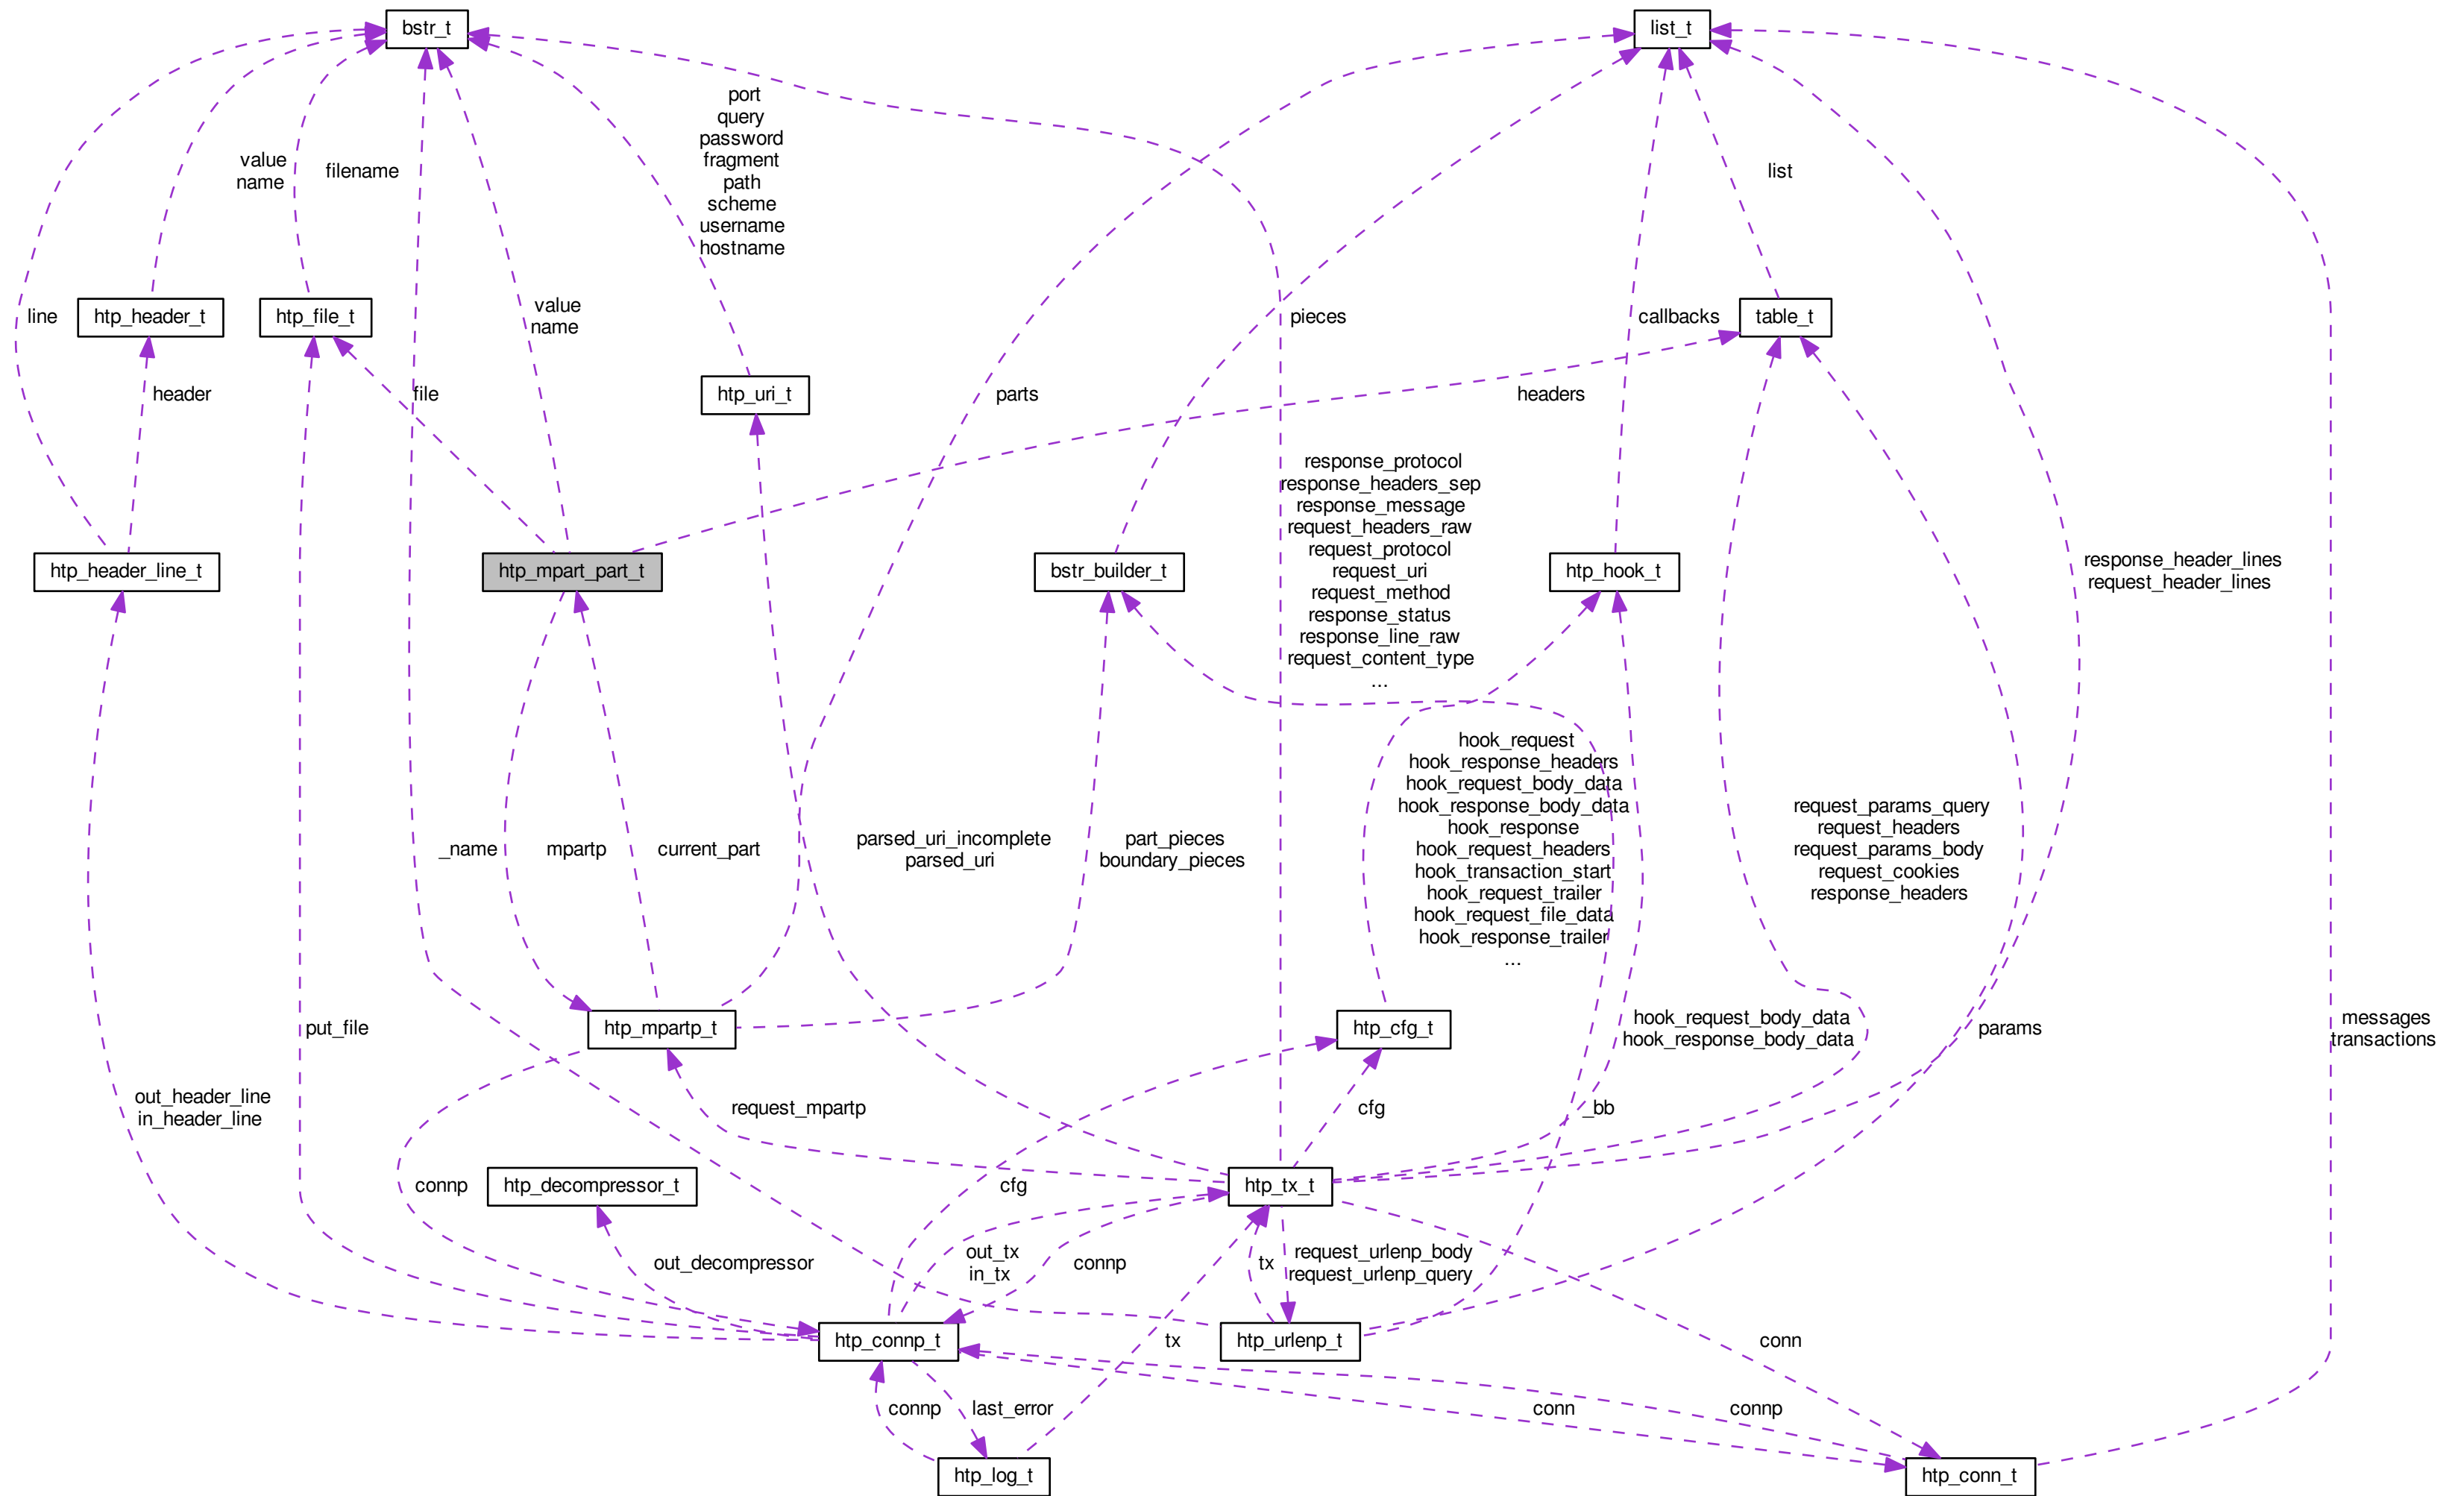 bstr_t
list_t
port
query
password
fragment
path
scheme
username
hostname
value
name
filename
list
line
htp_header_t
htp_file_t
value
name
pieces
callbacks
table_t
header
file
htp_uri_t
parts
headers
response_protocol
response_headers_sep
response_message
request_headers_raw
request_protocol
request_uri
request_method
response_status
response_line_raw
request_content_type
...
htp_header_line_t
htp_mpart_part_t
bstr_builder_t
htp_hook_t
response_header_lines
request_header_lines
hook_request
hook_response_headers
hook_request_body_data
hook_response_body_data
hook_response
hook_request_headers
hook_transaction_start
hook_request_trailer
hook_request_file_data
hook_response_trailer
...
_name
mpartp
current_part
parsed_uri_incomplete
parsed_uri
part_pieces
boundary_pieces
request_params_query
request_headers
request_params_body
request_cookies
response_headers
put_file
htp_mpartp_t
htp_cfg_t
hook_request_body_data
hook_response_body_data
params
messages
transactions
out_header_line
in_header_line
request_mpartp
cfg
_bb
connp
htp_decompressor_t
cfg
htp_tx_t
out_decompressor
out_tx
in_tx
connp
tx
request_urlenp_body
request_urlenp_query
htp_connp_t
tx
htp_urlenp_t
conn
connp
last_error
conn
connp
htp_log_t
htp_conn_t